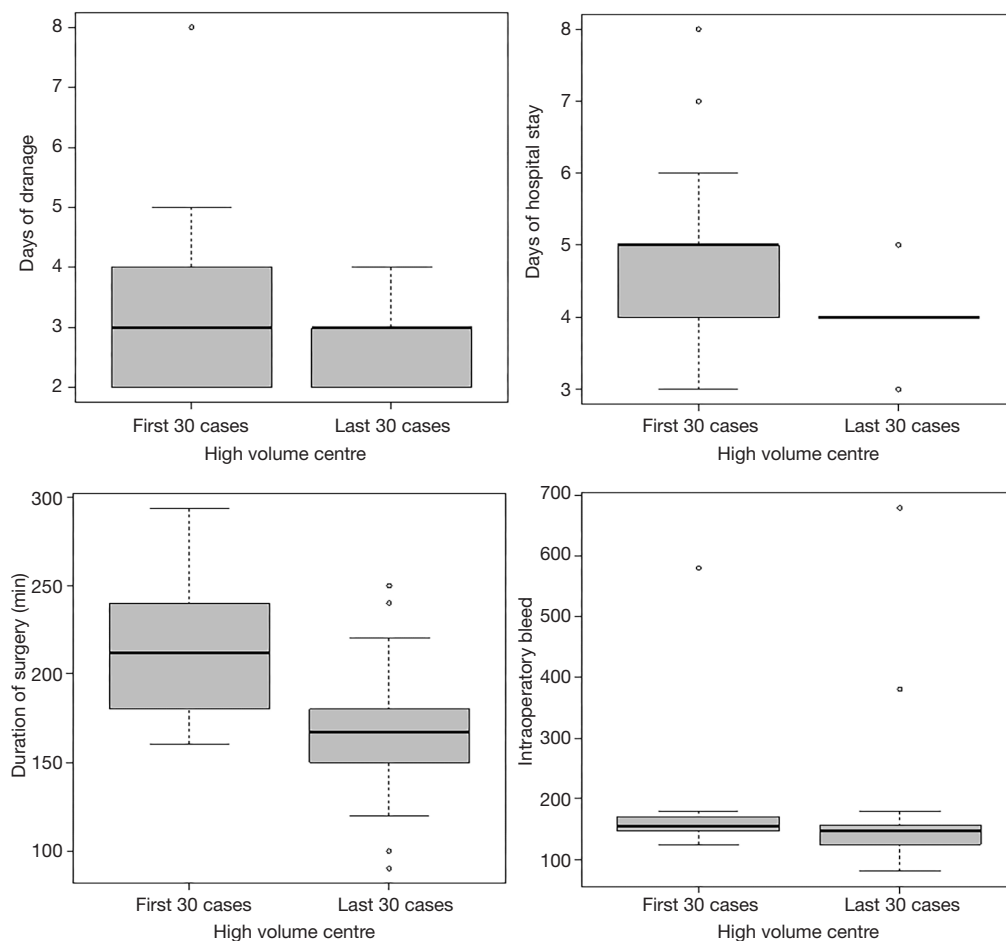 Days of dranage
8
7
6
5
4
3
2
First 30 cases
Last 30 cases
High volume centre
Days of hospital stay
8
7
6
5
4
3
First 30 cases
Last 30 cases
High volume centre
Duration of surgery (min)
300
250
200
150
100
First 30 cases
Last 30 cases
High volume centre
Intraoperatory bleed
700
600
500
400
300
200
100
First 30 cases
Last 30 cases
High volume centre